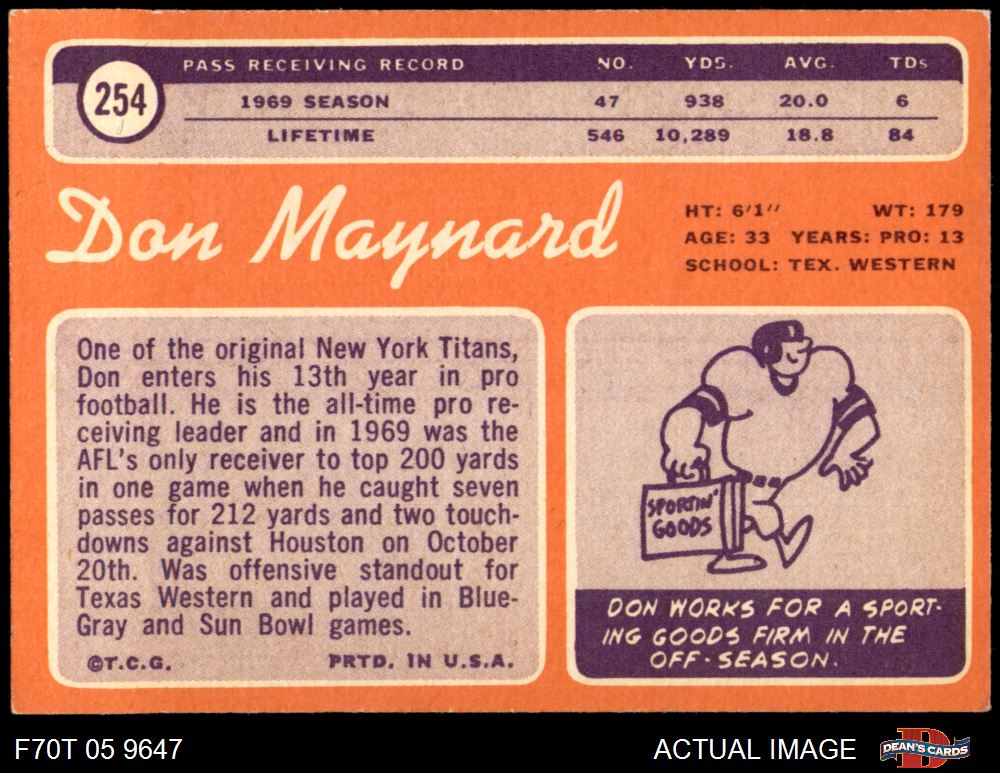 254
PASS RECEIVING RECORD NO. YDS. AVG. TDs
1969 SEASON 47 938 20.0 6
LIFETIME 546 10,289 18.8 84
Don Maynard
HT: 6'1" WT: 179
AGE: 33 YEARS: PRO: 13
SCHOOL: TEX. WESTERN
One of the original New York Titans,
Don enters his 13th year in pro
football. He is the all-time pro re-
ceiving leader and in 1969 was the
AFL's only receiver to top 200 yards
in one game when he caught seven
passes for 212 yards and two touch-
downs against Houston on October
20th. Was offensive standout for
Texas Western and played in Blue-
Gray and Sun Bowl games.
©T.C.G. PRTD. IN U.S.A.
SPORTIN'
GOODS
DON WORKS FOR A SPORT-
ING GOODS FIRM IN THE
OFF-SEASON.
F70T 05 9647 ACTUAL IMAGE DEAN'S CARDS